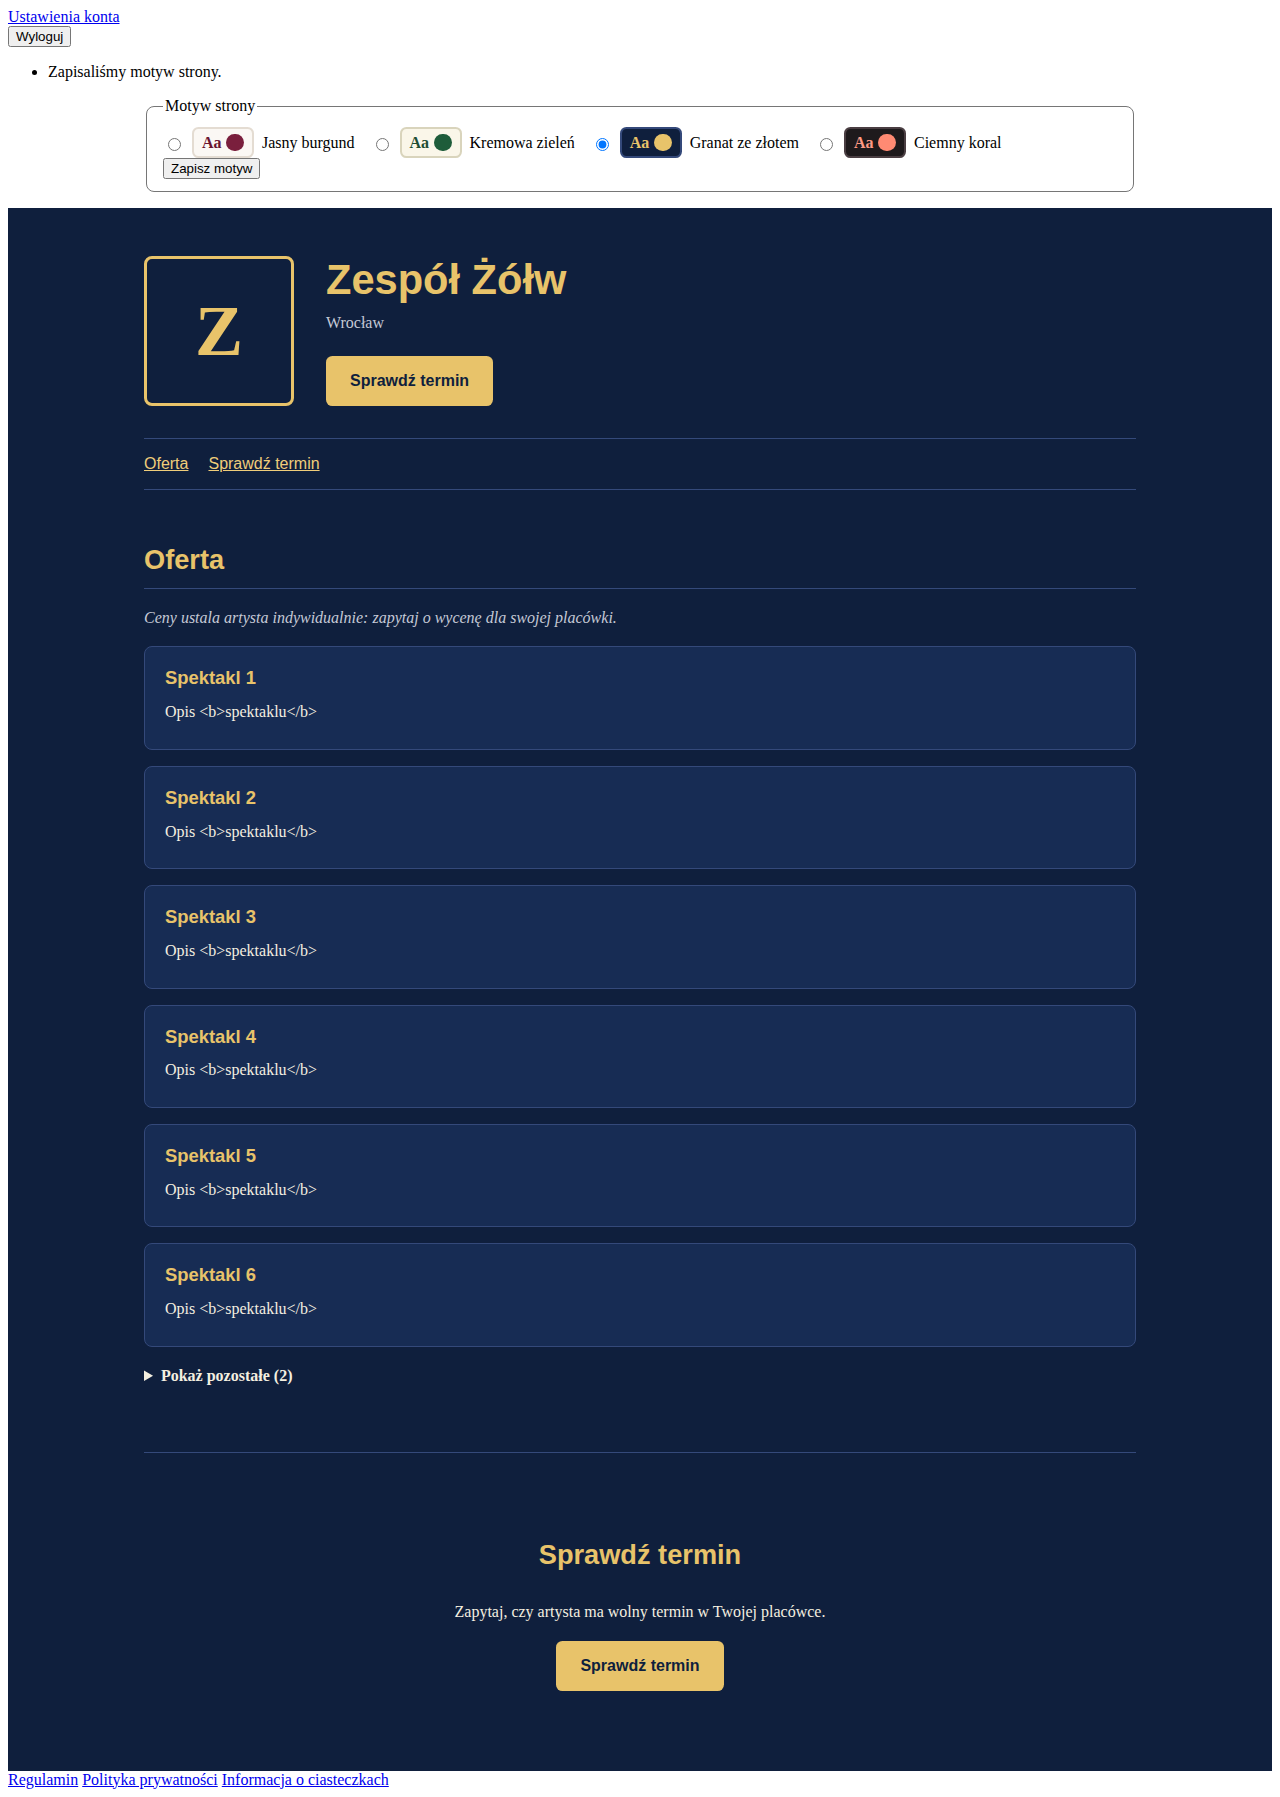 Ustawienia konta
Wyloguj
Zapisaliśmy motyw strony.
Motyw strony
Aa Jasny burgund Aa Kremowa zieleń Aa Granat ze złotem Aa Ciemny koral
Zapisz motyw
Z
Zespół Żółw
Wrocław
Sprawdź termin
Oferta Sprawdź termin
Oferta
Ceny ustala artysta indywidualnie: zapytaj o wycenę dla swojej placówki.
Spektakl 1
Opis <b>spektaklu</b>
Spektakl 2
Opis <b>spektaklu</b>
Spektakl 3
Opis <b>spektaklu</b>
Spektakl 4
Opis <b>spektaklu</b>
Spektakl 5
Opis <b>spektaklu</b>
Spektakl 6
Opis <b>spektaklu</b>
Pokaż pozostałe (2)
Sprawdź termin
Zapytaj, czy artysta ma wolny termin w Twojej placówce.
Sprawdź termin
Regulamin Polityka prywatności Informacja o ciasteczkach